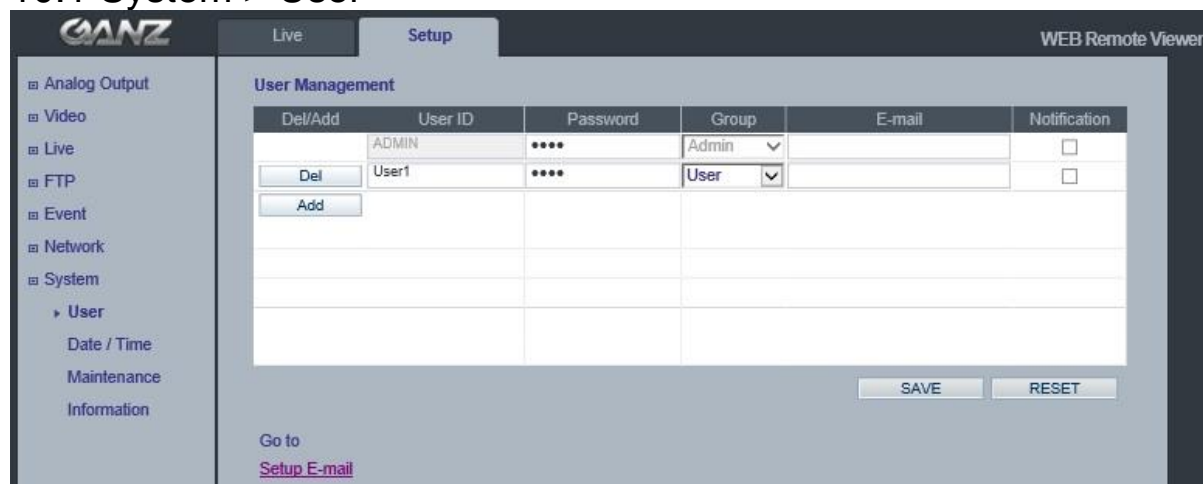 System > User
GANZ
Live
Setup
WEB Remote Viewer
Analog Output
Video
Live
FTP
Event
Network
System
User
Date / Time
Maintenance
Information
User Management
Del/Add User ID Password Group E-mail Notification
ADMIN •••• Admin
Del User1 •••• User
Add
SAVE RESET
Go to
Setup E-mail